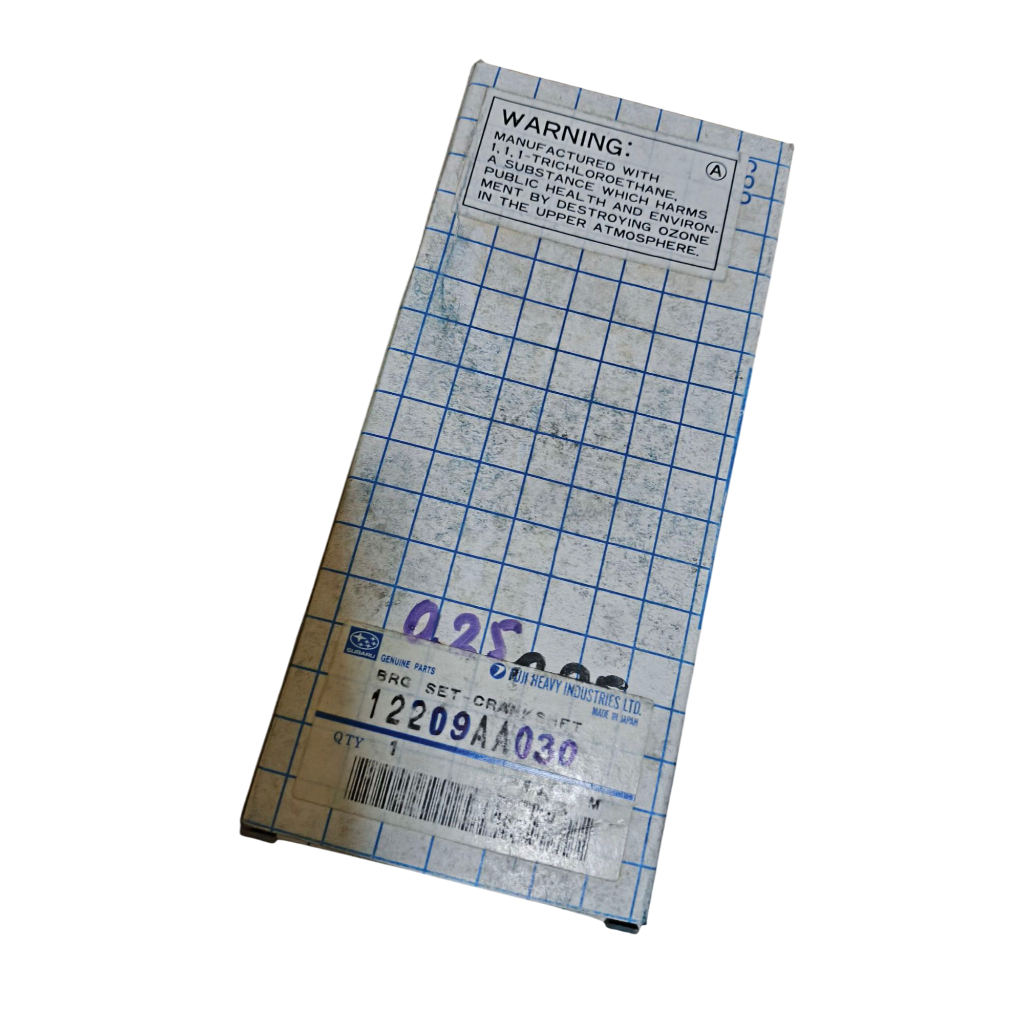 WARNING:
MANUFACTURED WITH
1,1,1-TRICHLOROETHANE,
A SUBSTANCE WHICH HARMS
PUBLIC HEALTH AND ENVIRON-
MENT BY DESTROYING OZONE
IN THE UPPER ATMOSPHERE.
A
0.25
SUBARU
GENUINE PARTS
FUJI HEAVY INDUSTRIES LTD.
MADE IN JAPAN
BRG SET-CRANKSHFT
12209AA030
QTY 1